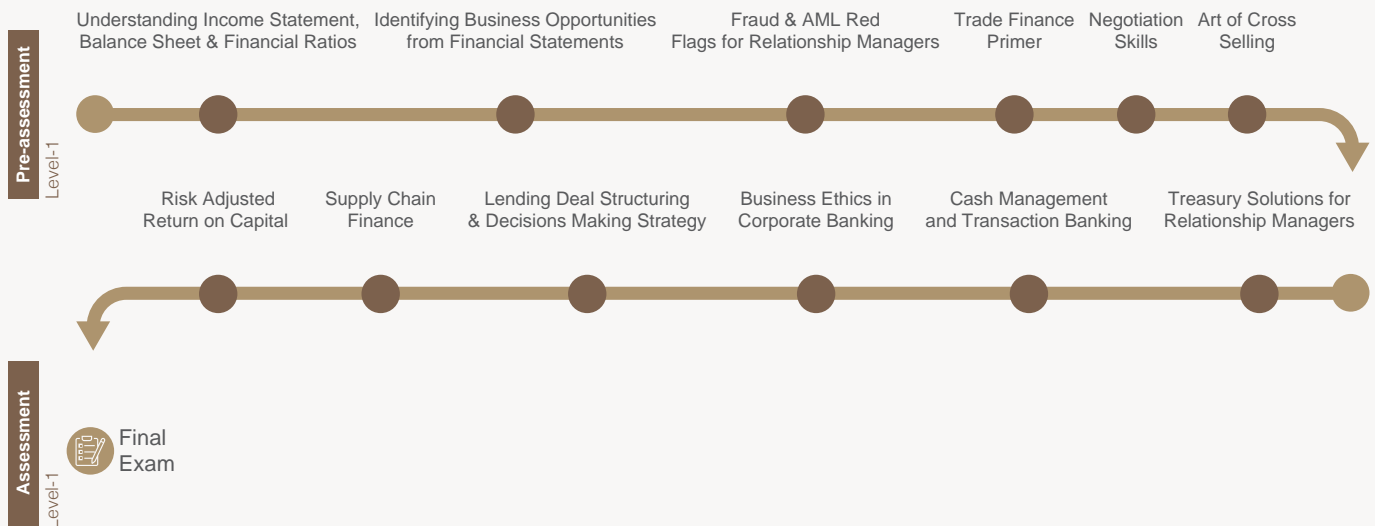 Pre-assessment
Level-1
Understanding Income Statement,
Balance Sheet & Financial Ratios
Identifying Business Opportunities
from Financial Statements
Fraud & AML Red
Flags for Relationship Managers
Trade Finance
Primer
Negotiation
Skills
Art of Cross
Selling
Risk Adjusted
Return on Capital
Supply Chain
Finance
Lending Deal Structuring
& Decisions Making Strategy
Business Ethics in
Corporate Banking
Cash Management
and Transaction Banking
Treasury Solutions for
Relationship Managers
Assessment
Level-1
Final
Exam